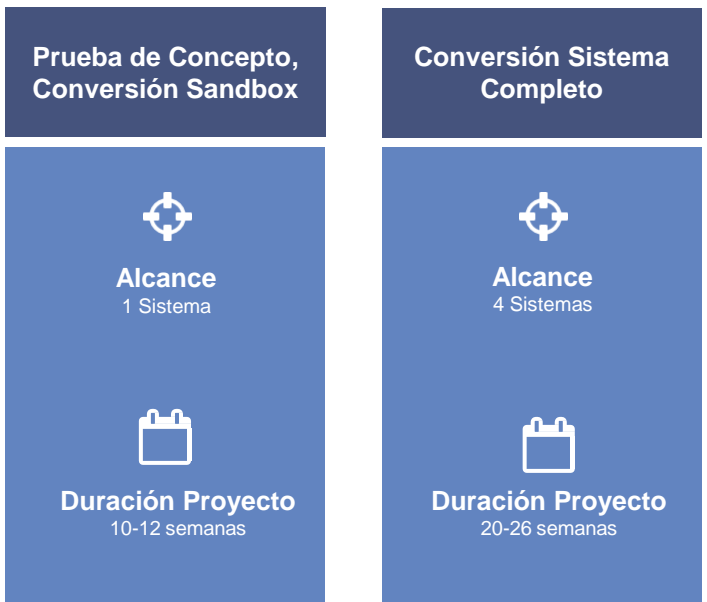 Prueba de Concepto,
Conversión Sandbox
Alcance
1 Sistema
Duración Proyecto
10-12 semanas
Conversión Sistema
Completo
Alcance
4 Sistemas
Duración Proyecto
20-26 semanas